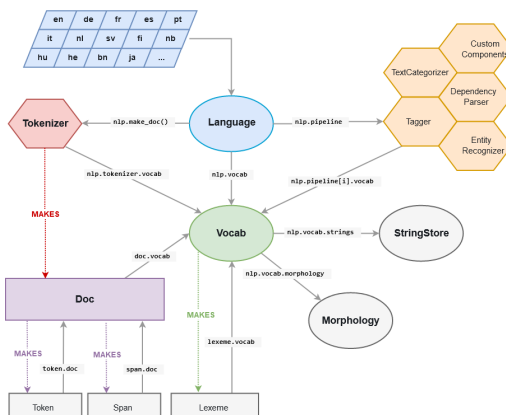 en de fr es pt
it nl sv fi nb
hu he bn ja ...
Custom
Components
TextCategorizer
Dependency
Parser
Tokenizer
nlp.make_doc()
Language
nlp.pipeline
Tagger
Entity
Recognizer
nlp.tokenizer.vocab
nlp.vocab
nlp.pipeline[i].vocab
MAKES
Vocab
nlp.vocab.strings
StringStore
doc.vocab
nlp.vocab.morphology
Doc
MAKES
Morphology
lexeme.vocab
MAKES
token.doc
MAKES
span.doc
Token
Span
Lexeme